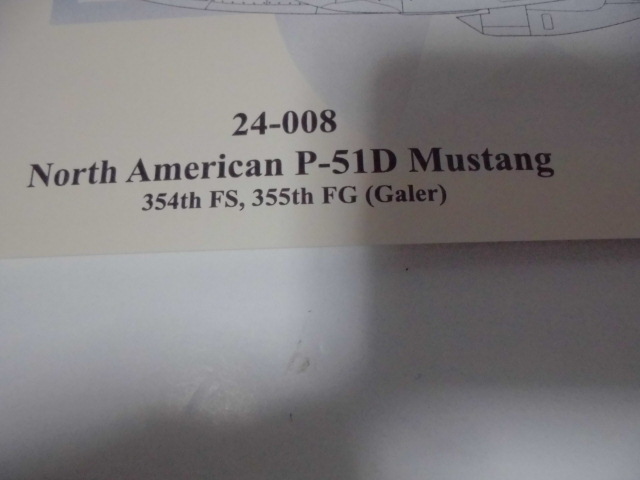 24-008
North American P-51D Mustang
354th FS, 355th FG (Galer)